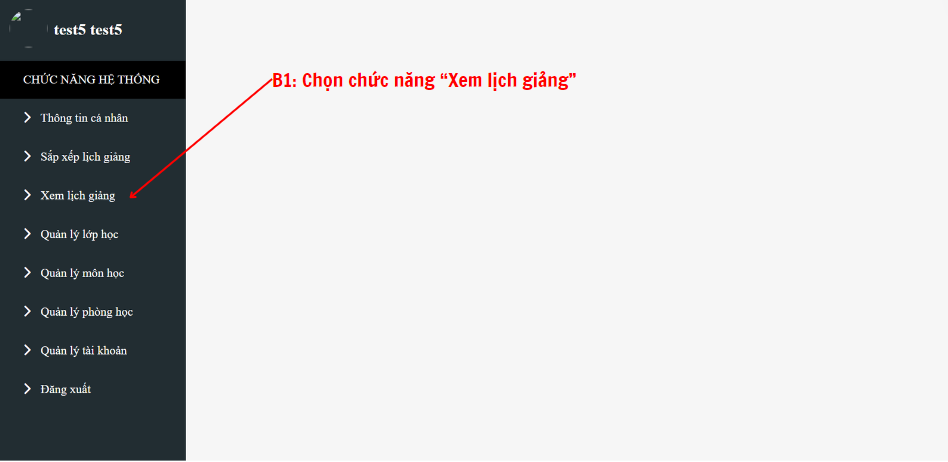 test5 test5
CHỨC NĂNG HỆ THỐNG
B1: Chọn chức năng “Xem lịch giảng”
Thông tin cá nhân
Sắp xếp lịch giảng
Xem lịch giảng
Quản lý lớp học
Quản lý môn học
Quản lý phòng học
Quản lý tài khoản
Đăng xuất